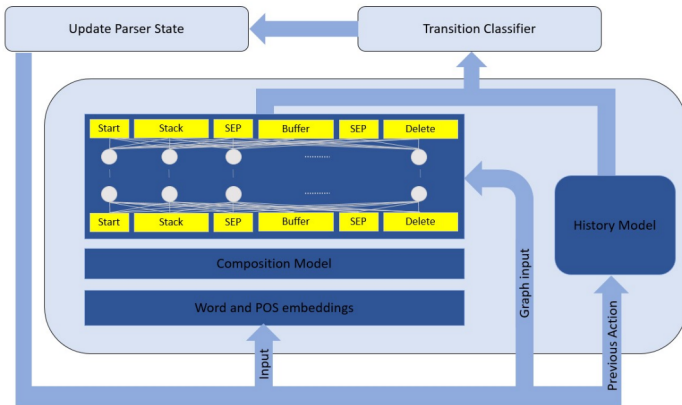 Update Parser State
Transition Classifier
Start Stack SEP Buffer SEP Delete
Start Stack SEP Buffer SEP Delete
Composition Model
Word and POS embeddings
History Model
Input
Graph input
Previous Action